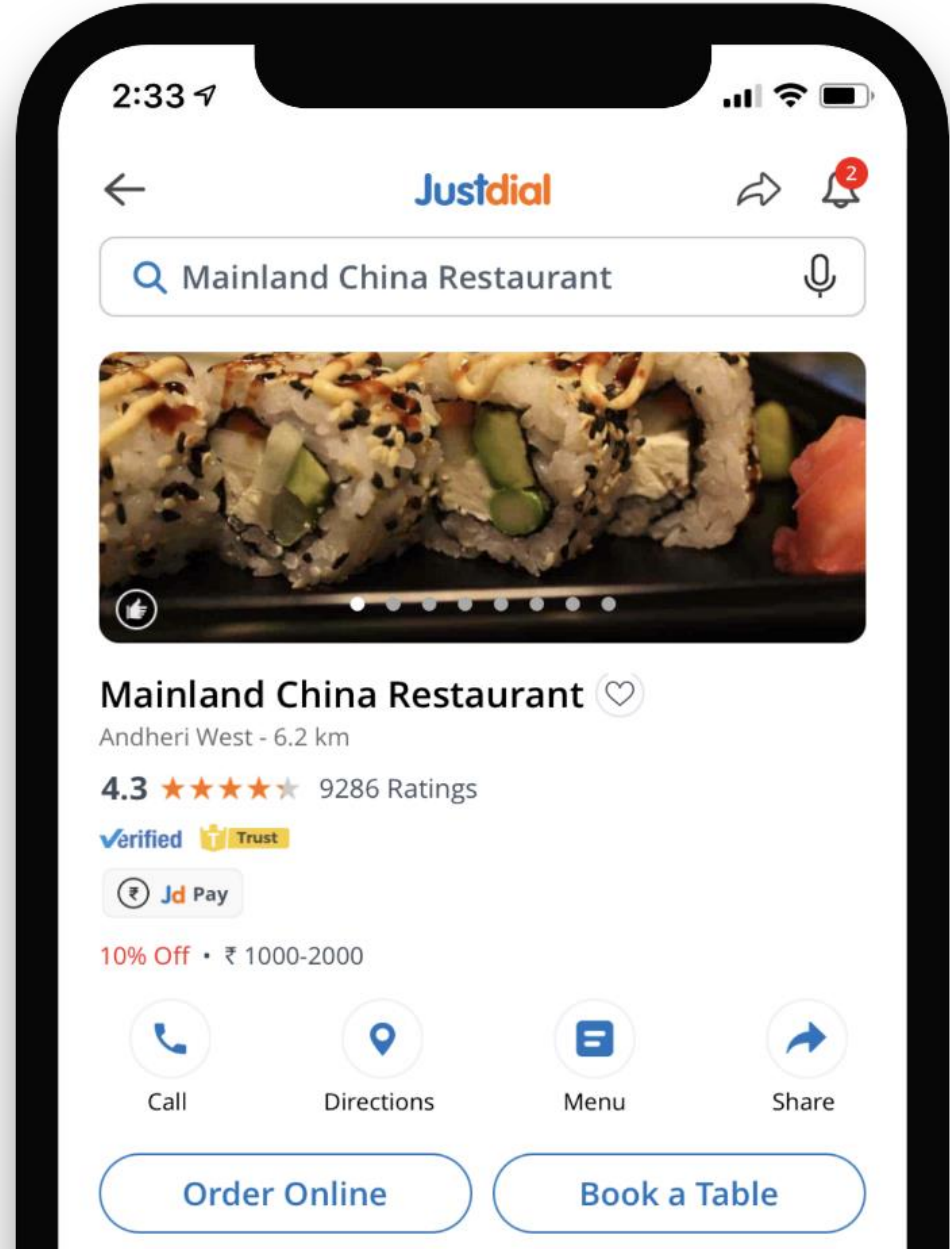 2:33
Justdial
2
Mainland China Restaurant
Mainland China Restaurant
Andheri West - 6.2 km
4.3 9286 Ratings
Verified T Trust
₹ Jd Pay
10% Off • ₹ 1000-2000
Call Directions Menu Share
Order Online Book a Table